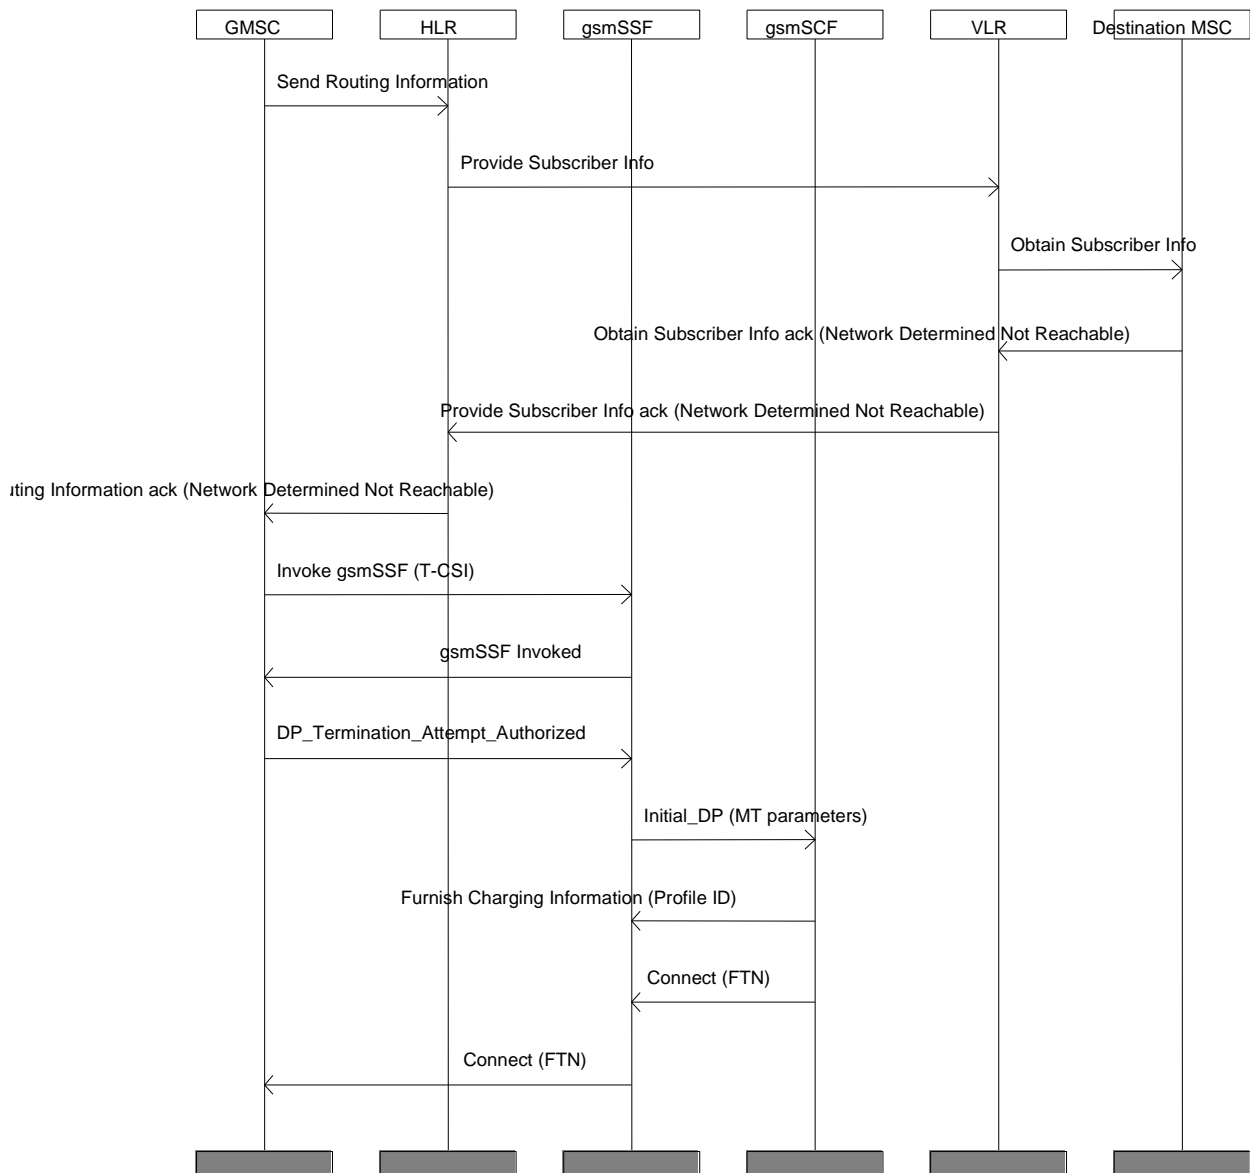 GMSC HLR gsmSSF gsmSCF VLR Destination MSC
Send Routing Information
Provide Subscriber Info
Obtain Subscriber Info
Obtain Subscriber Info ack (Network Determined Not Reachable)
Provide Subscriber Info ack (Network Determined Not Reachable)
uting Information ack (Network Determined Not Reachable)
Invoke gsmSSF (T-CSI)
gsmSSF Invoked
DP_Termination_Attempt_Authorized
Initial_DP (MT parameters)
Furnish Charging Information (Profile ID)
Connect (FTN)
Connect (FTN)